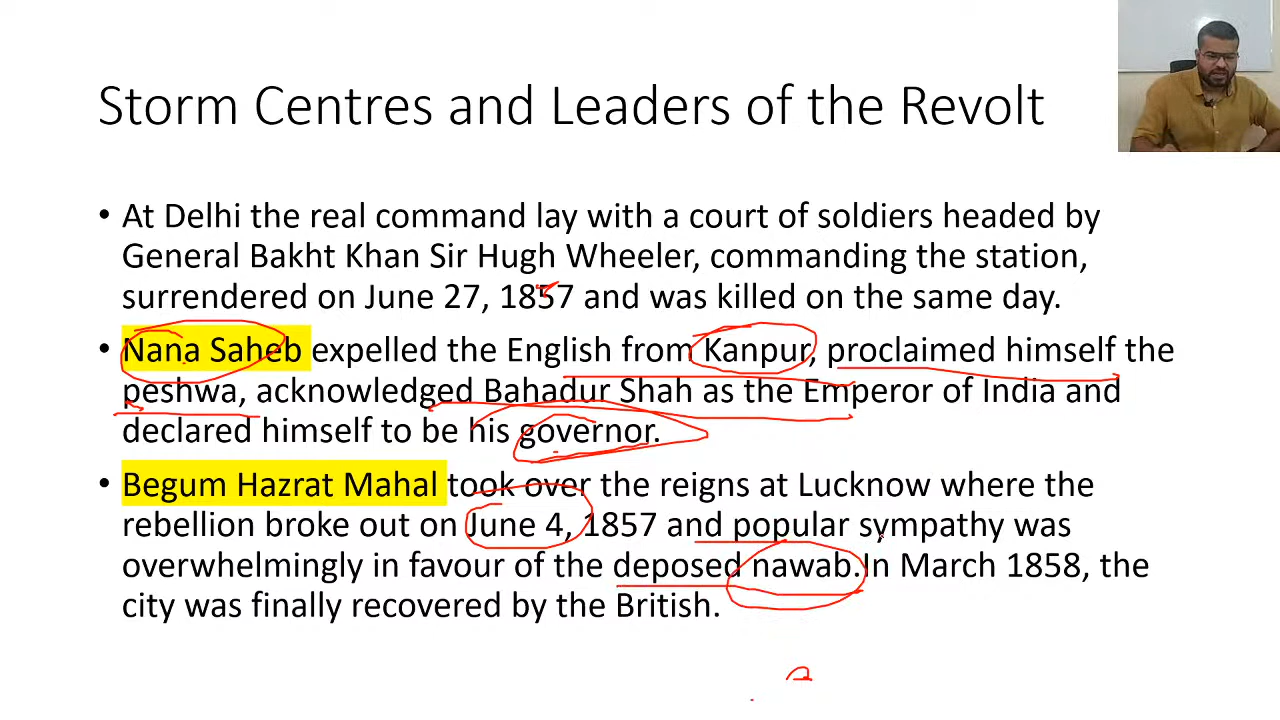 Storm Centres and Leaders of the Revolt
• At Delhi the real command lay with a court of soldiers headed by
General Bakht Khan Sir Hugh Wheeler, commanding the station,
surrendered on June 27, 1857 and was killed on the same day.
• Nana Saheb expelled the English from Kanpur, proclaimed himself the
peshwa, acknowledged Bahadur Shah as the Emperor of India and
declared himself to be his governor.
• Begum Hazrat Mahal took over the reigns at Lucknow where the
rebellion broke out on June 4, 1857 and popular sympathy was
overwhelmingly in favour of the deposed nawab.In March 1858, the
city was finally recovered by the British.